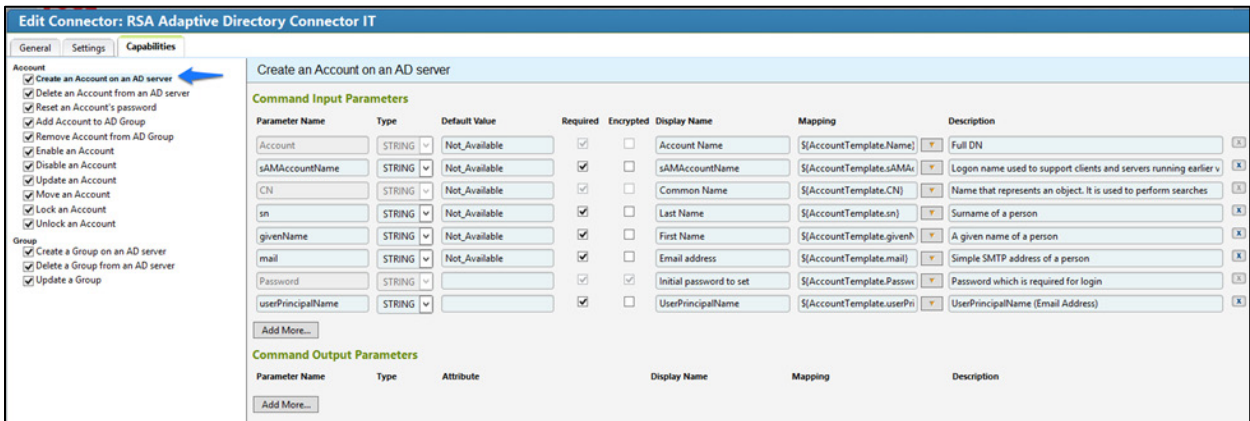 Edit Connector: RSA Adaptive Directory Connector IT
General Settings Capabilities
Account
Create an Account on an AD server
Delete an Account from an AD server
Reset an Account's password
Add Account to AD Group
Remove Account from AD Group
Enable an Account
Disable an Account
Update an Account
Move an Account
Lock an Account
Unlock an Account
Group
Create a Group on an AD server
Delete a Group from an AD server
Update a Group
Create an Account on an AD server
Command Input Parameters
Parameter Name Type Default Value Required Encrypted Display Name Mapping Description
Account STRING Not_Available Account Name ${AccountTemplate.Name} Full DN X
sAMAccountName STRING Not_Available sAMAccountName ${AccountTemplate.sAMAc Logon name used to support clients and servers running earlier v X
CN STRING Not_Available Common Name ${AccountTemplate.CN} Name that represents an object. It is used to perform searches X
sn STRING Not_Available Last Name ${AccountTemplate.sn} Surname of a person X
givenName STRING Not_Available First Name ${AccountTemplate.givenN A given name of a person X
mail STRING Not_Available Email address ${AccountTemplate.mail} Simple SMTP address of a person X
Password STRING Initial password to set ${AccountTemplate.Passwo Password which is required for login X
userPrincipalName STRING UserPrincipalName ${AccountTemplate.userPri UserPrincipalName (Email Address) X
Add More...
Command Output Parameters
Parameter Name Type Attribute Display Name Mapping Description
Add More...